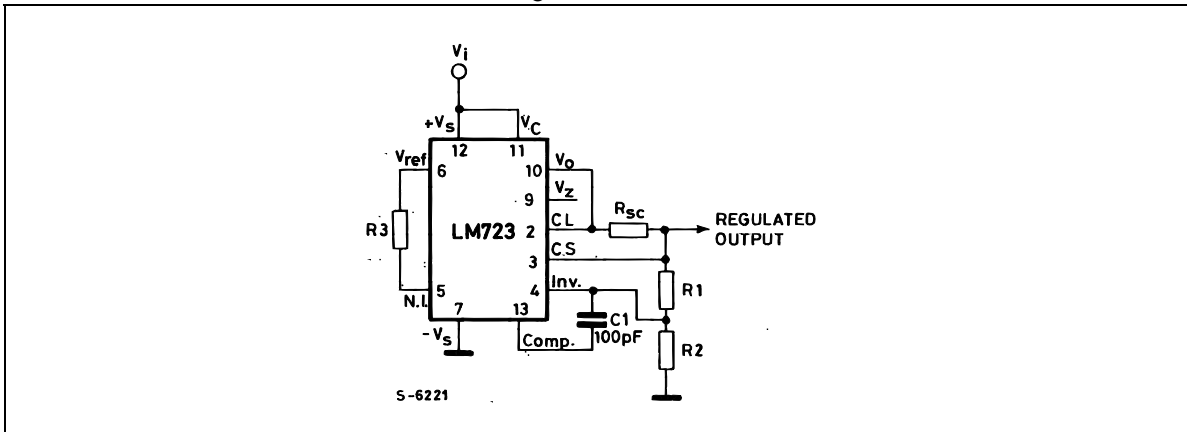 Vi
+Vs
VC
12
11
Vref
6
10
Vo
9
Vz
R3
LM723
2
CL
Rsc
REGULATED
OUTPUT
3
C.S
5
N.I.
4
Inv.
R1
7
13
C1
100pF
-Vs
Comp.
R2
S-6221